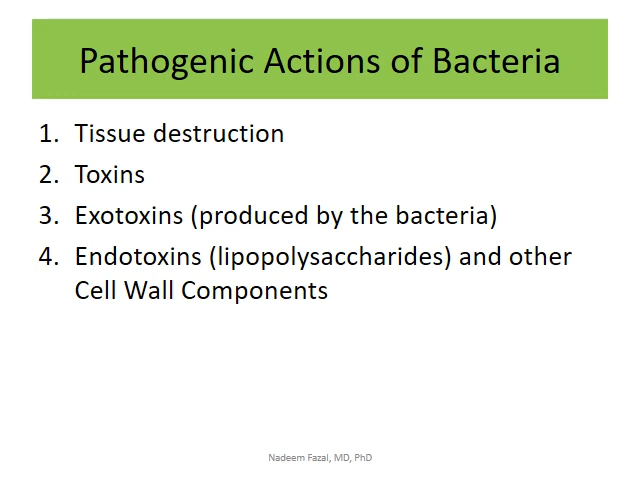 Pathogenic Actions of Bacteria
1. Tissue destruction
2. Toxins
3. Exotoxins (produced by the bacteria)
4. Endotoxins (lipopolysaccharides) and other
Cell Wall Components
Nadeem Fazal, MD, PhD